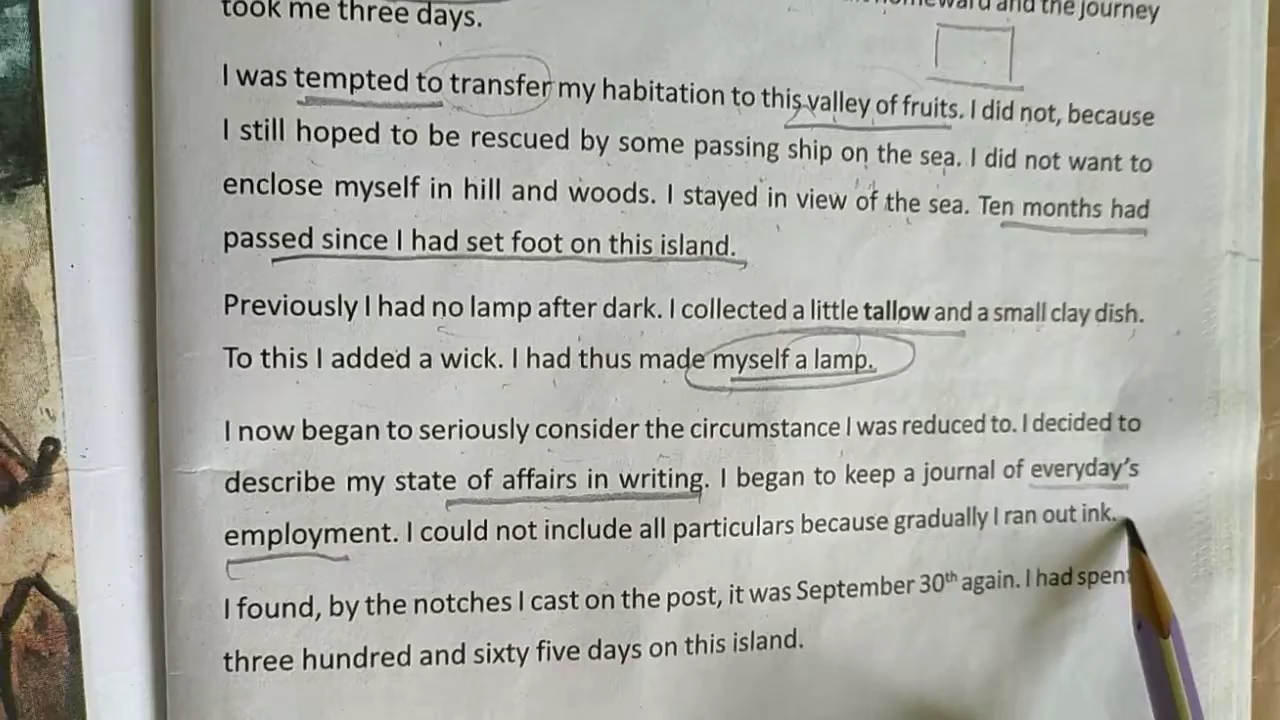 took me three days. and the journey
I was tempted to transfer my habitation to this valley of fruits. I did not, because
I still hoped to be rescued by some passing ship on the sea. I did not want to
enclose myself in hill and woods. I stayed in view of the sea. Ten months had
passed since I had set foot on this island.
Previously I had no lamp after dark. I collected a little tallow and a small clay dish.
To this I added a wick. I had thus made myself a lamp.
I now began to seriously consider the circumstance I was reduced to. I decided to
describe my state of affairs in writing. I began to keep a journal of everyday's
employment. I could not include all particulars because gradually I ran out ink.
I found, by the notches I cast on the post, it was September 30th again. I had spent
three hundred and sixty five days on this island.